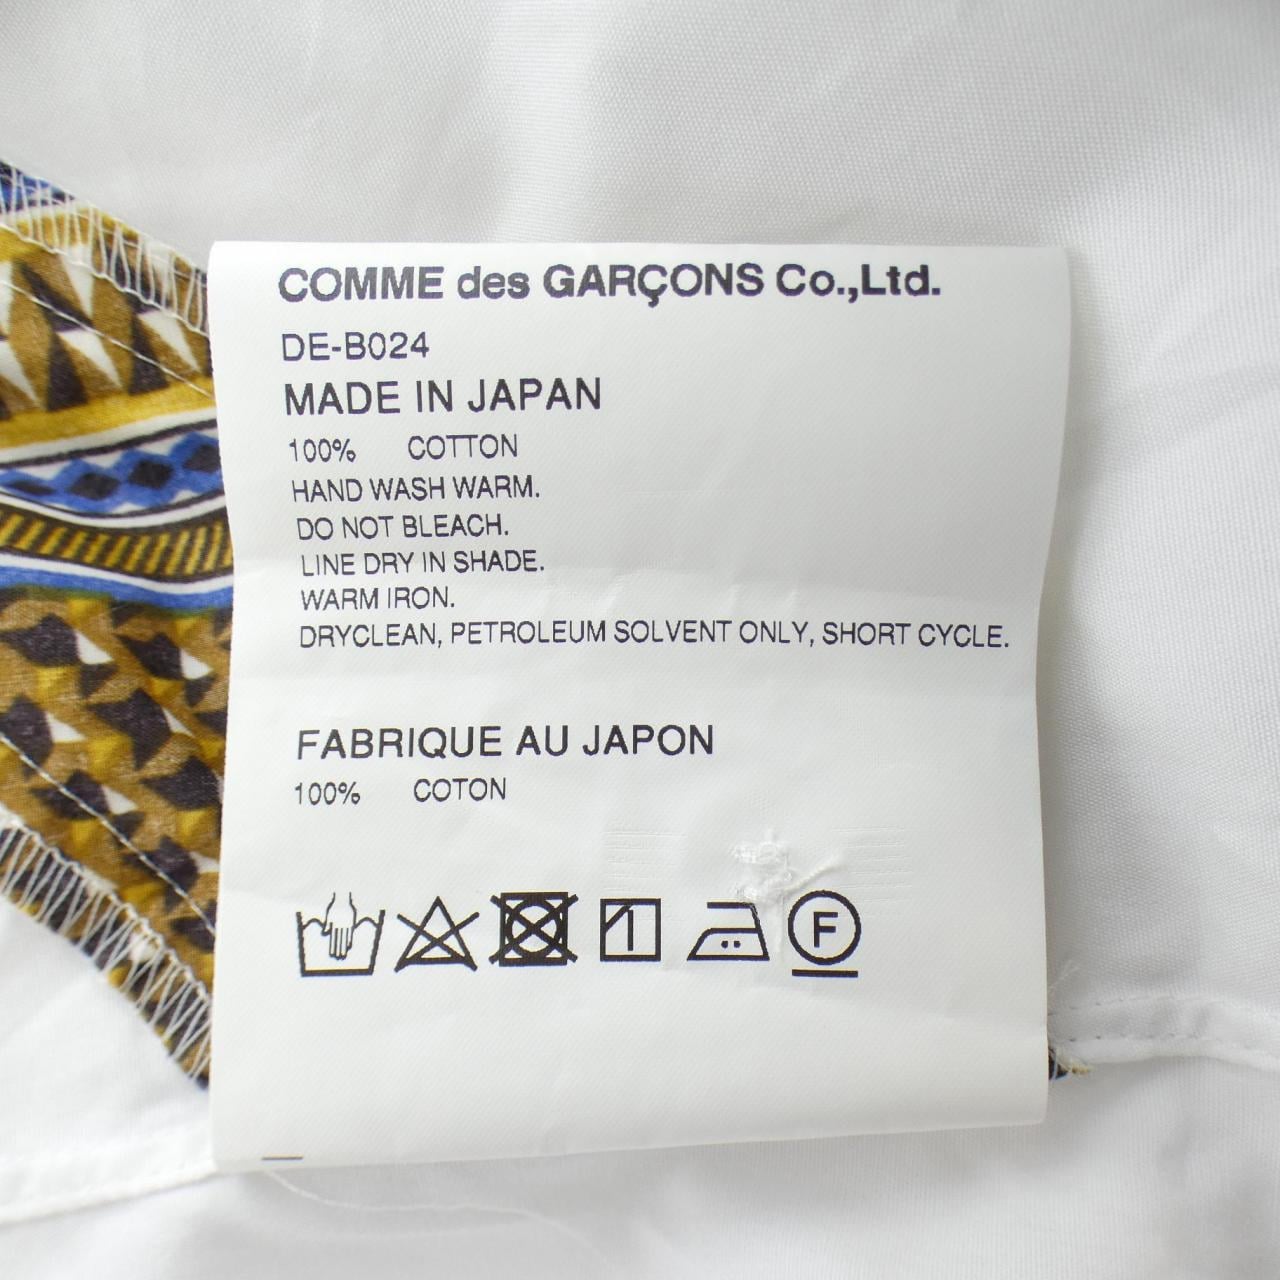 COMME des GARÇONS Co.,Ltd.
DE-B024
MADE IN JAPAN
100% COTTON
HAND WASH WARM.
DO NOT BLEACH.
LINE DRY IN SHADE.
WARM IRON.
DRYCLEAN, PETROLEUM SOLVENT ONLY, SHORT CYCLE.
FABRIQUE AU JAPON
100% COTON
F